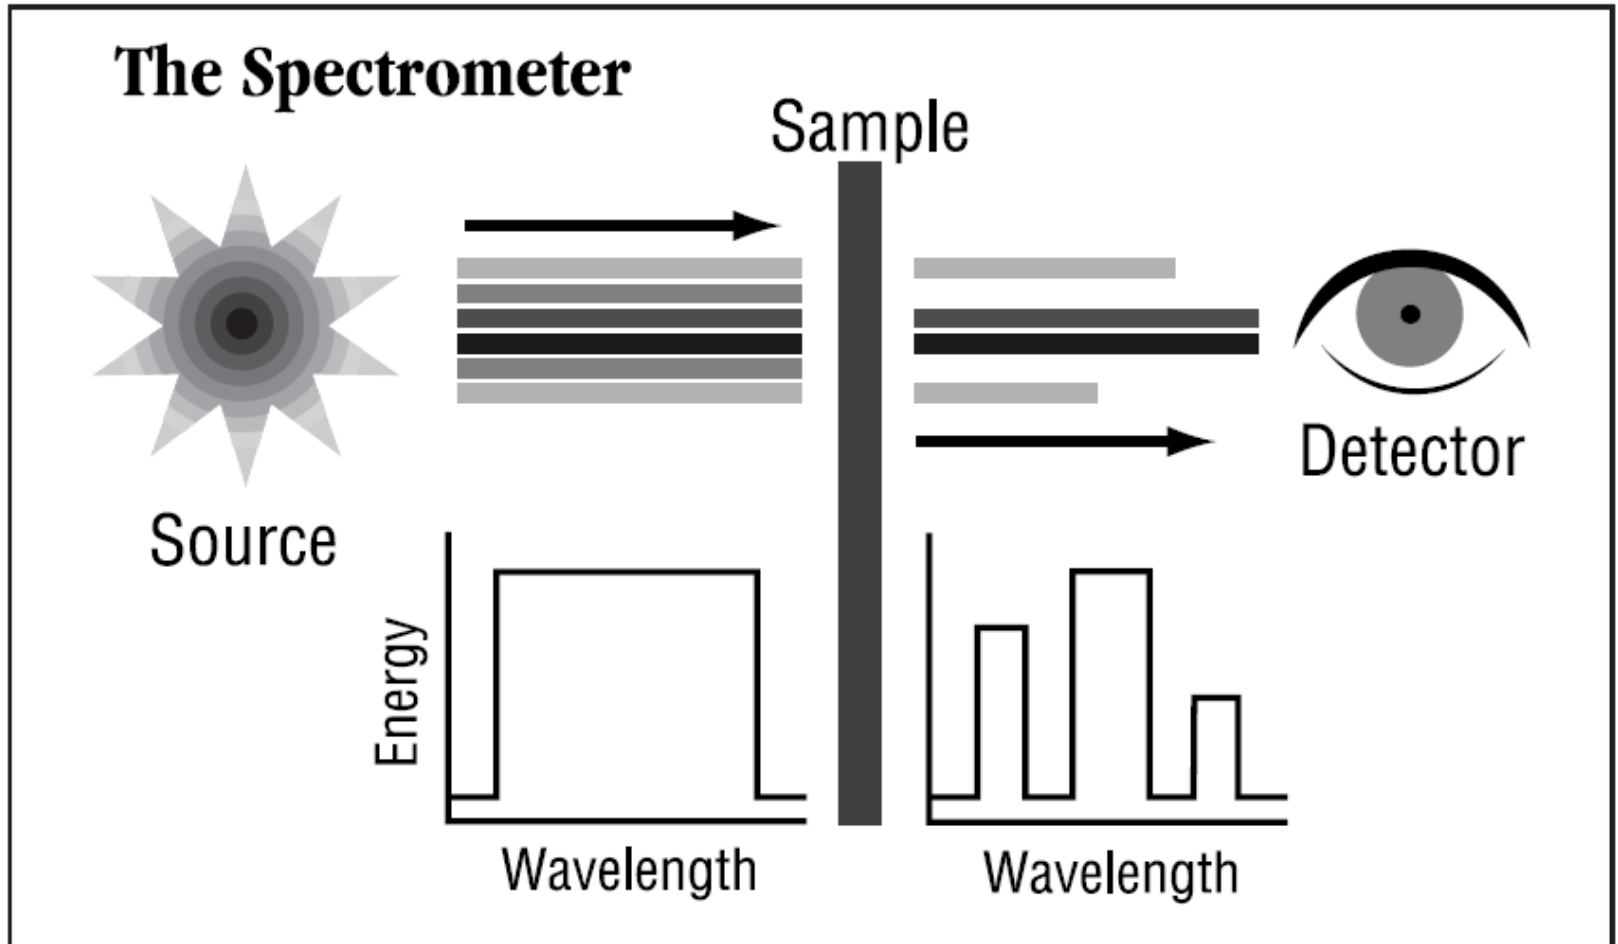 The Spectrometer
Sample
Source
Detector
Energy
Wavelength
Wavelength